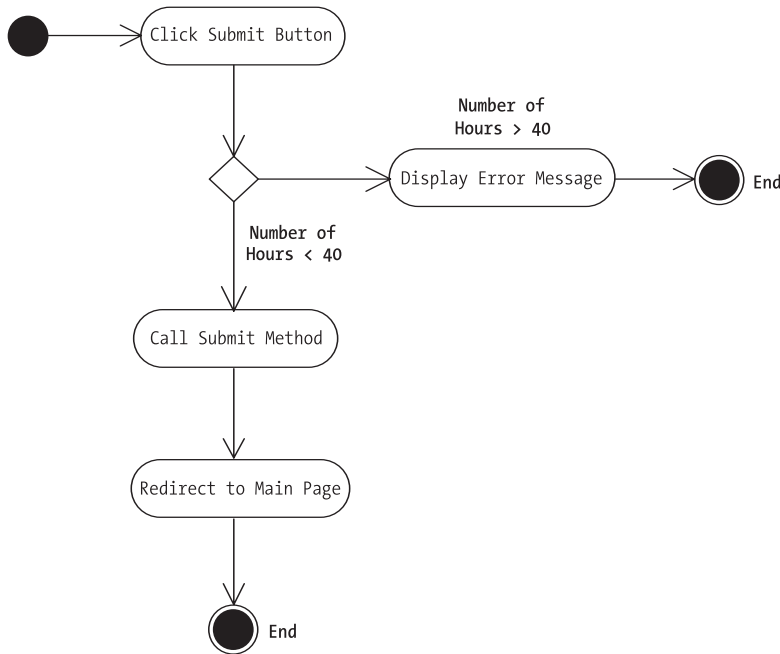 Click Submit Button
Number of
Hours > 40
Display Error Message
End
Number of
Hours < 40
Call Submit Method
Redirect to Main Page
End